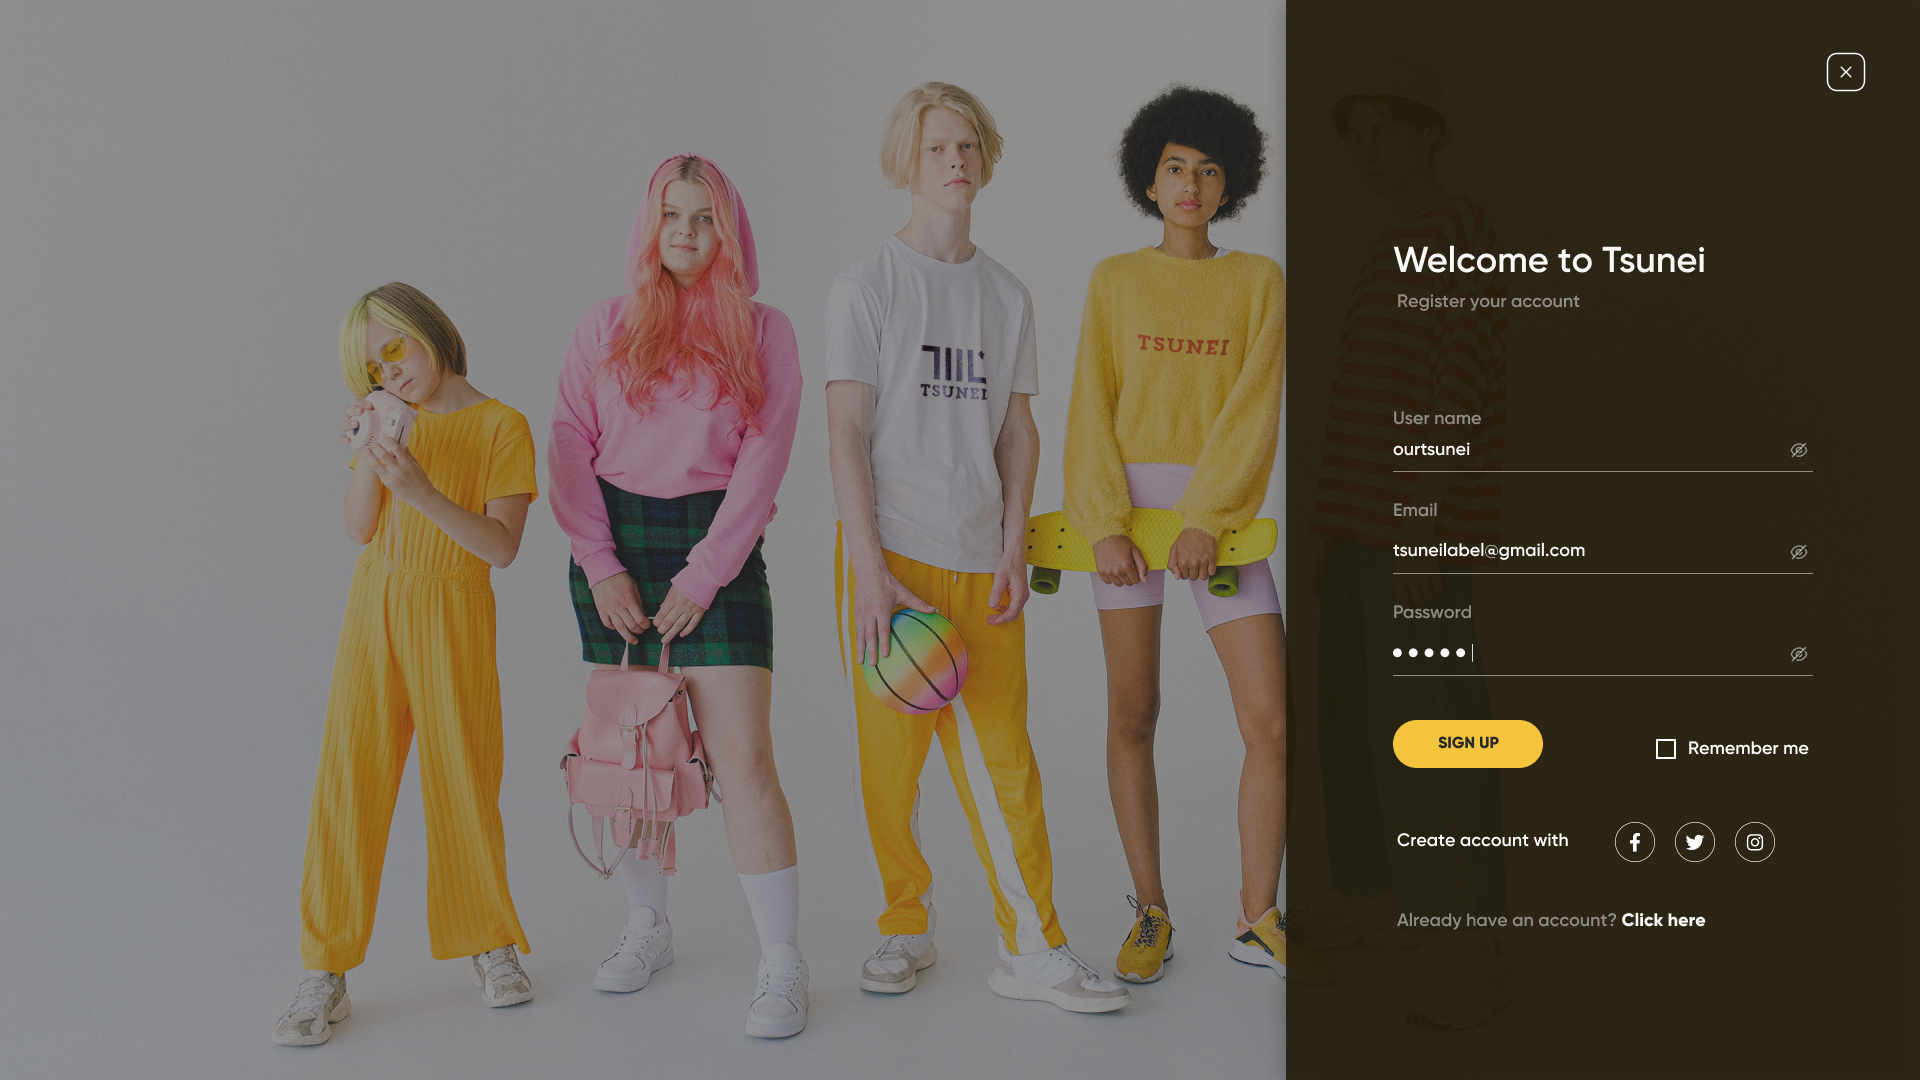 TSUNEI
TSUNEI
Welcome to Tsunei
Register your account
User name
ourtsunei
Email
tsuneilabel@gmail.com
Password
SIGN UP
Remember me
Create account with
Already have an account? Click here